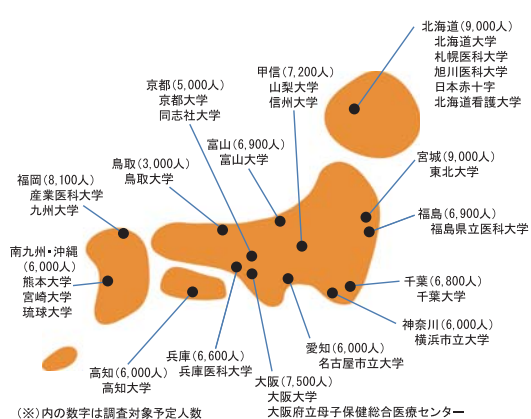 北海道(9,000人)
北海道大学
札幌医科大学
旭川医科大学
日本赤十字
北海道看護大学
甲信(7,200人)
山梨大学
信州大学
京都(5,000人)
京都大学
同志社大学
富山(6,900人)
富山大学
鳥取(3,000人)
鳥取大学
宮城(9,000人)
東北大学
福岡(8,100人)
産業医科大学
九州大学
福島(6,900人)
福島県立医科大学
南九州・沖縄
(6,000人)
熊本大学
宮崎大学
琉球大学
千葉(6,800人)
千葉大学
神奈川(6,000人)
横浜市立大学
愛知(6,000人)
名古屋市立大学
兵庫(6,600人)
兵庫医科大学
高知(6,000人)
高知大学
大阪(7,500人)
大阪大学
大阪府立母子保健総合医療センター
(※)内の数字は調査対象予定人数